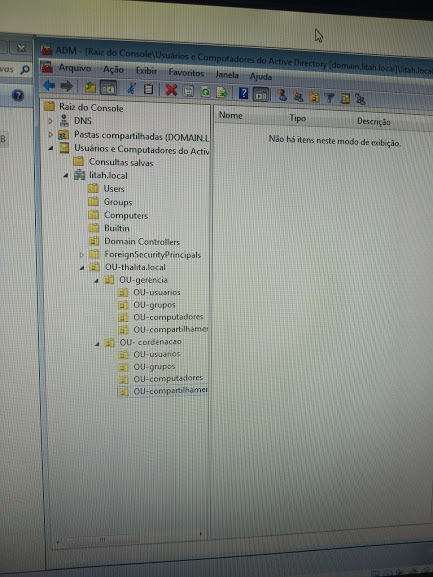 ADM - [Raiz do Console\Usuários e Computadores do Active Directory [domain.litah.local]\litah.loca
Arquivo Ação Exibir Favoritos Janela Ajuda
Raiz do Console
DNS
Pastas compartilhadas (DOMAIN.L
Usuários e Computadores do Activ
Consultas salvas
litah.local
Users
Groups
Computers
Builtin
Domain Controllers
ForeignSecurityPrincipals
OU-thalita.local
OU-gerencia
OU-usuarios
OU-grupos
OU-computadores
OU-compartilhamer
OU- cordenacao
OU-usuarios
OU-grupos
OU-computadores
OU-compartilhamer
Nome Tipo Descrição
Não há itens neste modo de exibição.
vas
B